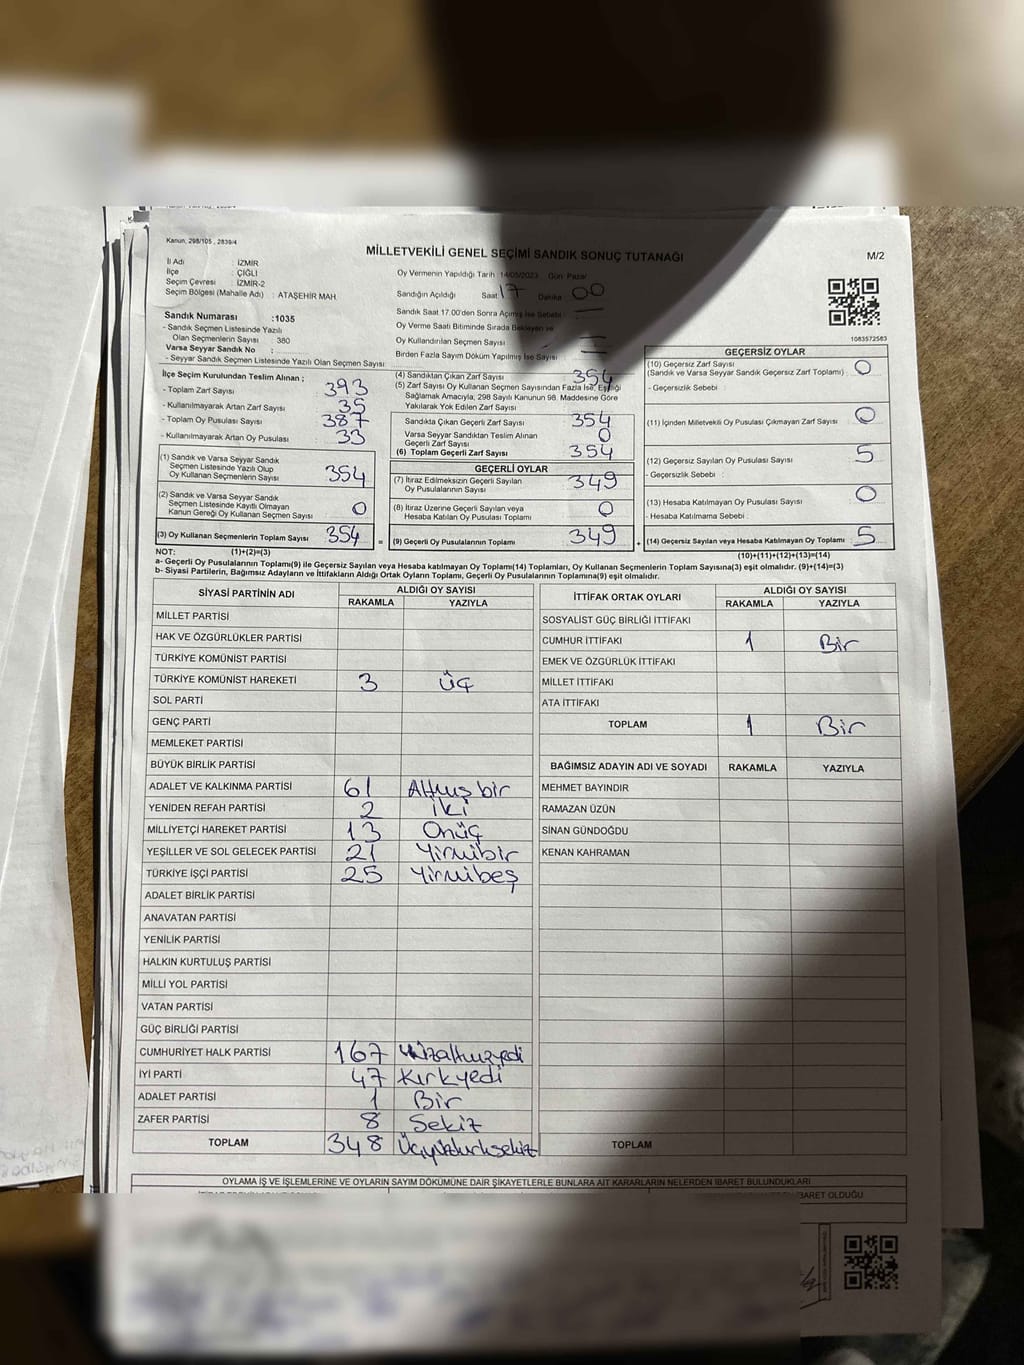 Kanun, 298/105 , 2839/4
MİLLETVEKİLİ GENEL SEÇİMİ SANDIK SONUÇ TUTANAĞI
M/2
İl Adı : İZMİR
İlçe : ÇİĞLİ
Seçim Çevresi : İZMİR-2
Seçim Bölgesi (Mahalle Adı) : ATAŞEHİR MAH.
Oy Vermenin Yapıldığı Tarih 14/05/2023 Gün Pazar
Sandığın Açıldığı Saat 17 Dakika 00
Sandık Saat 17.00'den Sonra Açılmış İse Sebebi :
Oy Verme Saati Bitiminde Sırada Bekleyen ve
Oy Kullandırılan Seçmen Sayısı
Birden Fazla Sayım Döküm Yapılmış İse Sayısı :
1083572583
Sandık Numarası :1035
- Sandık Seçmen Listesinde Yazılı
Olan Seçmenlerin Sayısı : 380
Varsa Seyyar Sandık No :
- Seyyar Sandık Seçmen Listesinde Yazılı Olan Seçmen Sayısı:
İlçe Seçim Kurulundan Teslim Alınan ;
- Toplam Zarf Sayısı : 393
- Kullanılmayarak Artan Zarf Sayısı : 35
- Toplam Oy Pusulası Sayısı : 387
- Kullanılmayarak Artan Oy Pusulası : 33
(1) Sandık ve Varsa Seyyar Sandık
Seçmen Listesinde Yazılı Olup
Oy Kullanan Seçmenlerin Sayısı 354
(2) Sandık ve Varsa Seyyar Sandık
Seçmen Listesinde Kayıtlı Olmayan
Kanun Gereği Oy Kullanan Seçmen Sayısı 0
(3) Oy Kullanan Seçmenlerin Toplam Sayısı 354 =
(4) Sandıktan Çıkan Zarf Sayısı 354
(5) Zarf Sayısı Oy Kullanan Seçmen Sayısından Fazla İse, Eşitliği
Sağlamak Amacıyla, 298 Sayılı Kanunun 98. Maddesine Göre
Yakılarak Yok Edilen Zarf Sayısı :
Sandıkta Çıkan Geçerli Zarf Sayısı 354
Varsa Seyyar Sandıktan Teslim Alınan
Geçerli Zarf Sayısı 0
(6) Toplam Geçerli Zarf Sayısı 354
GEÇERLİ OYLAR
(7) İtiraz Edilmeksizin Geçerli Sayılan
Oy Pusulalarının Sayısı 349
(8) İtiraz Üzerine Geçerli Sayılan veya
Hesaba Katılan Oy Pusulası Toplamı 0
(9) Geçerli Oy Pusulalarının Toplamı 349 +
GEÇERSİZ OYLAR
(10) Geçersiz Zarf Sayısı
(Sandık ve Varsa Seyyar Sandık Geçersiz Zarf Toplamı) : 0
- Geçersizlik Sebebi :
(11) İçinden Milletvekili Oy Pusulası Çıkmayan Zarf Sayısı 0
(12) Geçersiz Sayılan Oy Pusulası Sayısı 5
- Geçersizlik Sebebi :
(13) Hesaba Katılmayan Oy Pusulası Sayısı 0
- Hesaba Katılmama Sebebi :
(14) Geçersiz Sayılan veya Hesaba Katılmayan Oy Toplamı 5
(10)+(11)+(12)+(13)=(14)
NOT: (1)+(2)=(3)
a- Geçerli Oy Pusulalarının Toplamı(9) ile Geçersiz Sayılan veya Hesaba katılmayan Oy Toplamı(14) Toplamları, Oy Kullanan Seçmenlerin Toplam Sayısına(3) eşit olmalıdır. (9)+(14)=(3)
b- Siyasi Partilerin, Bağımsız Adayların ve İttifakların Aldığı Ortak Oyların Toplamı, Geçerli Oy Pusulalarının Toplamına(9) eşit olmalıdır.
SİYASİ PARTİNİN ADI ALDIĞI OY SAYISI
RAKAMLA YAZIYLA
MİLLET PARTİSİ
HAK VE ÖZGÜRLÜKLER PARTİSİ
TÜRKİYE KOMÜNİST PARTİSİ
TÜRKİYE KOMÜNİST HAREKETİ 3 Üç
SOL PARTİ
GENÇ PARTİ
MEMLEKET PARTİSİ
BÜYÜK BİRLİK PARTİSİ
ADALET VE KALKINMA PARTİSİ 61 Altmış bir
YENİDEN REFAH PARTİSİ 2 İki
MİLLİYETÇİ HAREKET PARTİSİ 13 Onüç
YEŞİLLER VE SOL GELECEK PARTİSİ 21 Yirmibir
TÜRKİYE İŞÇİ PARTİSİ 25 Yirmibeş
ADALET BİRLİK PARTİSİ
ANAVATAN PARTİSİ
YENİLİK PARTİSİ
HALKIN KURTULUŞ PARTİSİ
MİLLİ YOL PARTİSİ
VATAN PARTİSİ
GÜÇ BİRLİĞİ PARTİSİ
CUMHURİYET HALK PARTİSİ 167
İYİ PARTİ 47 Kırkyedi
ADALET PARTİSİ 1 Bir
ZAFER PARTİSİ 8 Sekiz
TOPLAM 348 Üçyüzkırksekiz
İTTİFAK ORTAK OYLARI ALDIĞI OY SAYISI
RAKAMLA YAZIYLA
SOSYALİST GÜÇ BİRLİĞİ İTTİFAKI
CUMHUR İTTİFAKI 1 Bir
EMEK VE ÖZGÜRLÜK İTTİFAKI
MİLLET İTTİFAKI
ATA İTTİFAKI
TOPLAM 1 Bir
BAĞIMSIZ ADAYIN ADI VE SOYADI RAKAMLA YAZIYLA
MEHMET BAYINDIR
RAMAZAN ÜZÜN
SİNAN GÜNDOĞDU
KENAN KAHRAMAN
TOPLAM
OYLAMA İŞ VE İŞLEMLERİNE VE OYLARIN SAYIM DÖKÜMÜNE DAİR ŞİKAYETLERLE BUNLARA AİT KARARLARIN NELERDEN İBARET BULUNDUKLARI
BARET OLDUĞU